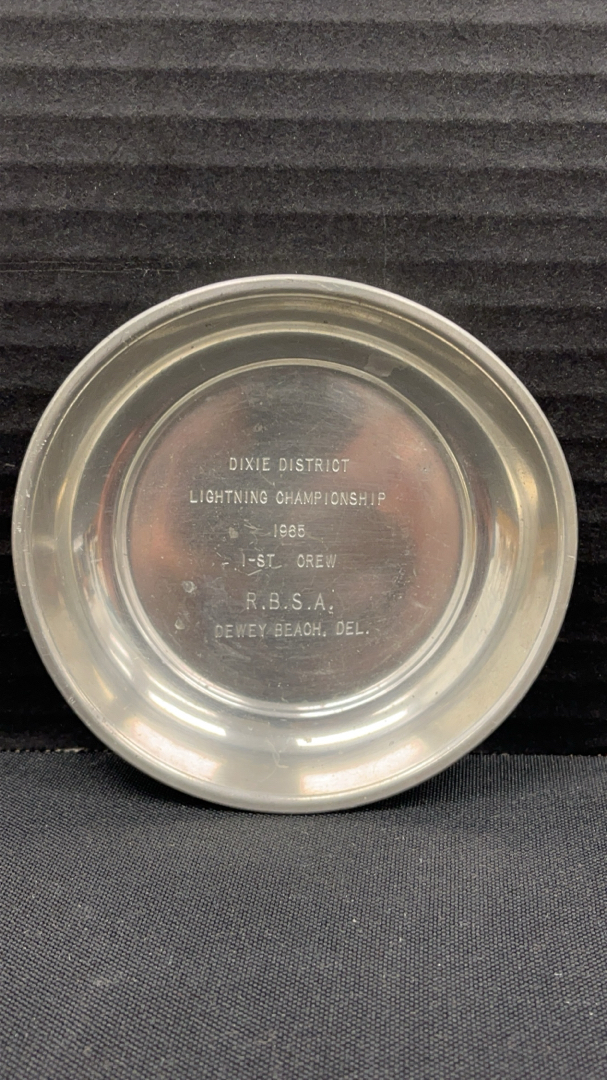 DIXIE DISTRICT
LIGHTNING CHAMPIONSHIP
1965
1-ST CREW
R.B.S.A.
DEWEY BEACH, DEL.